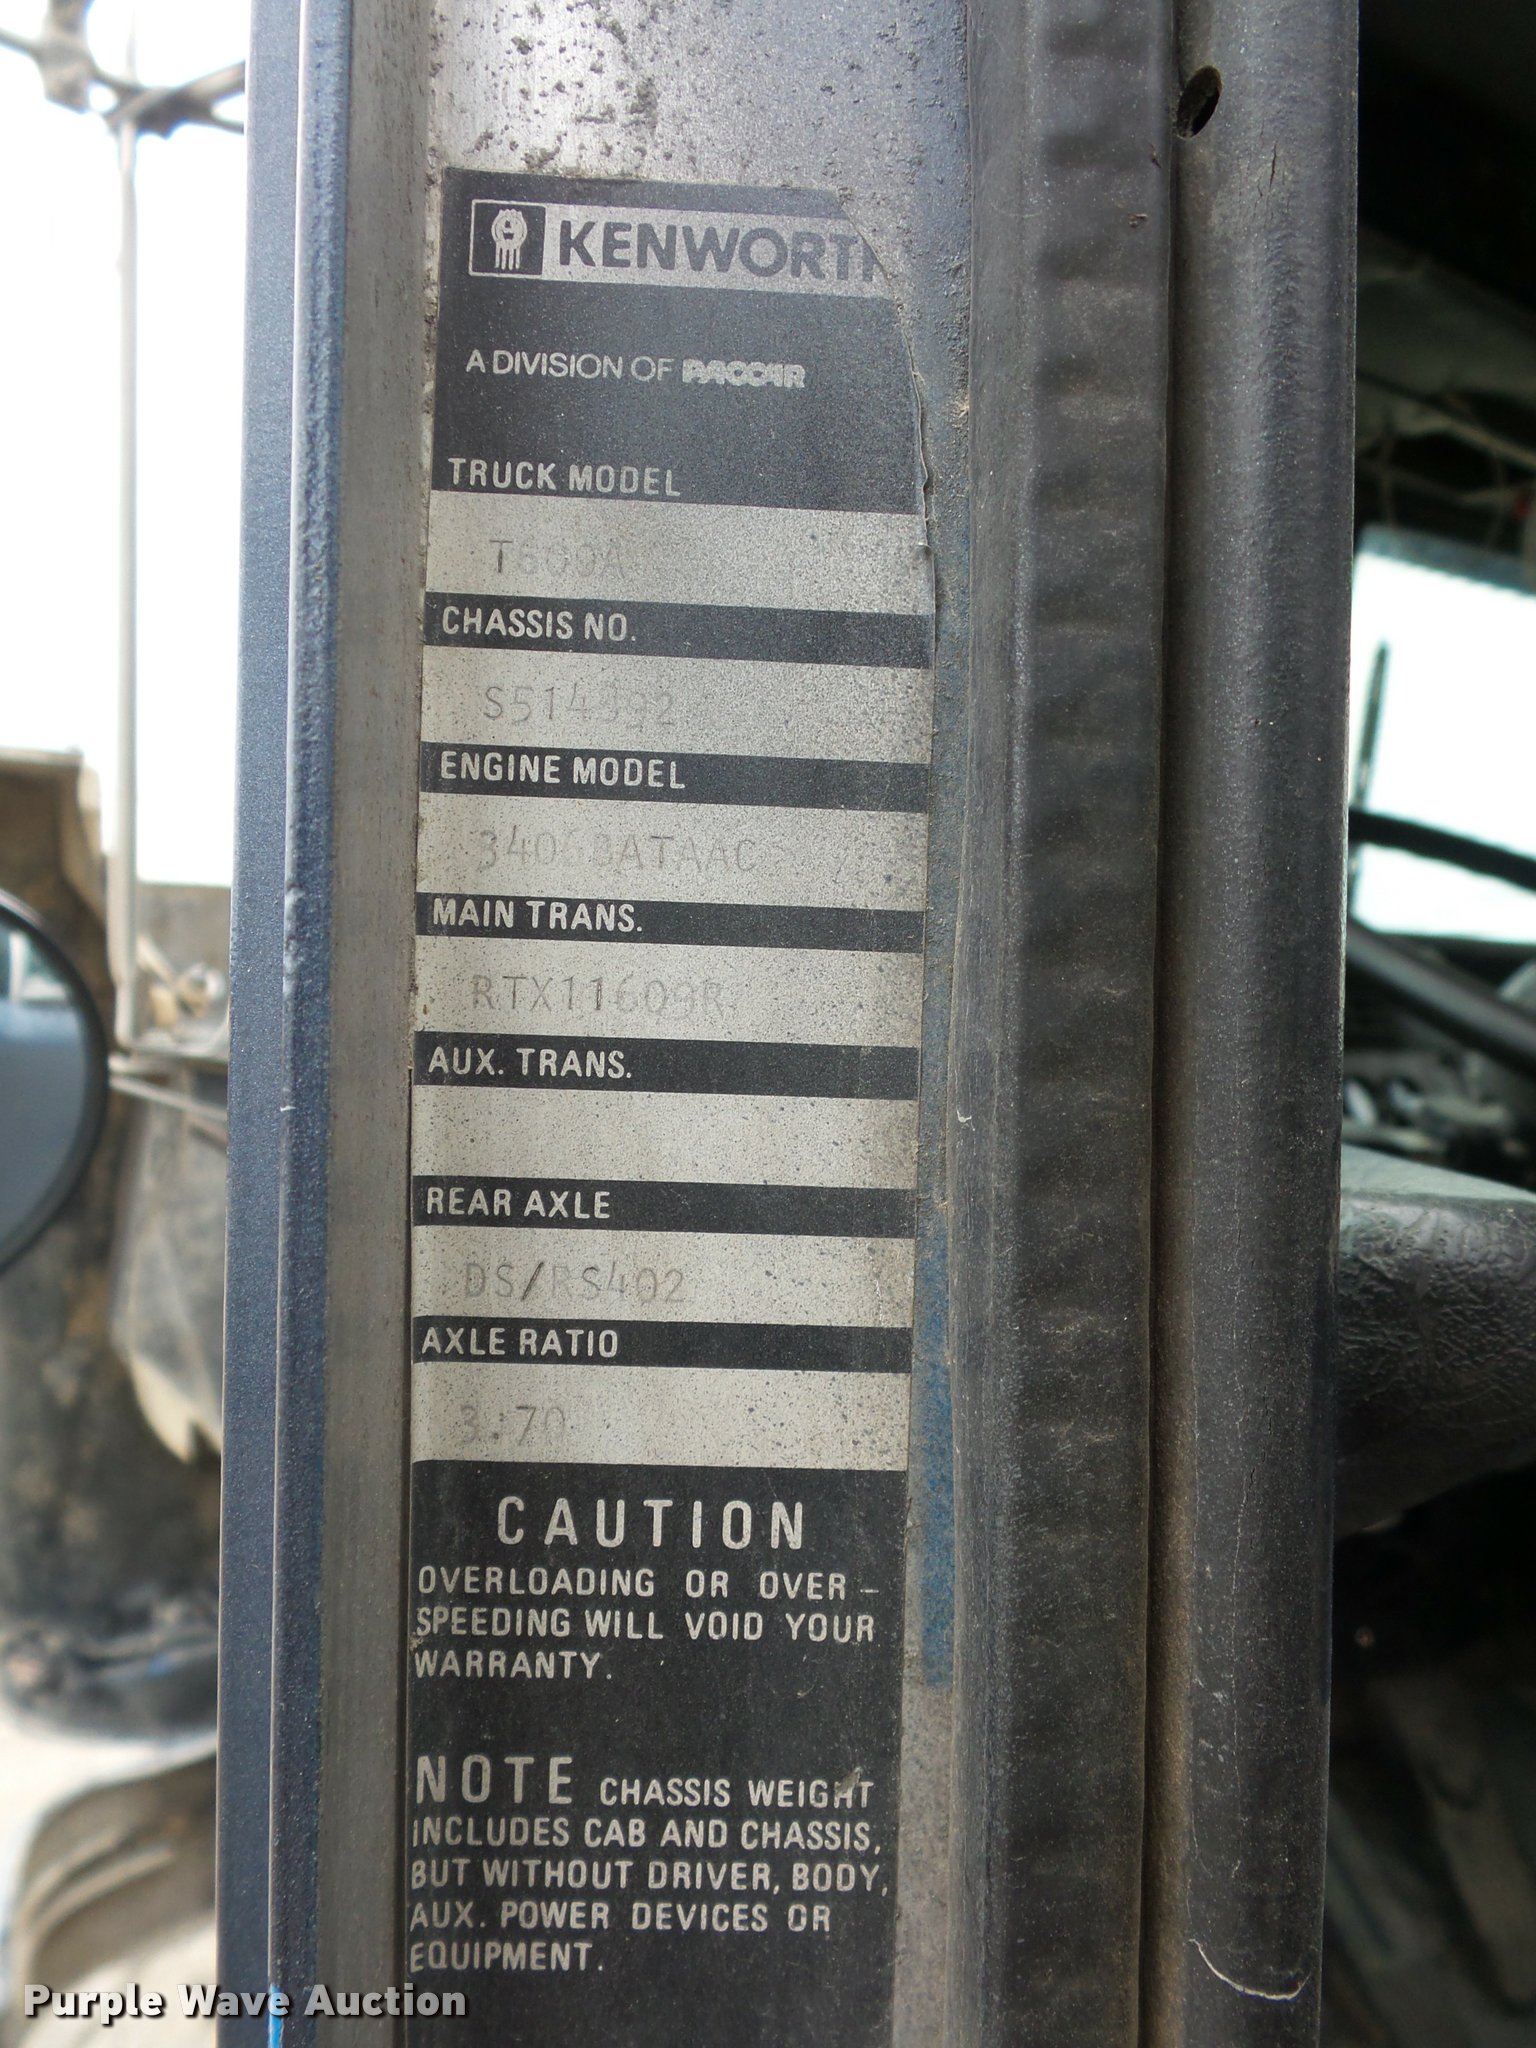 KENWORTH
A DIVISION OF PACCAR
TRUCK MODEL
T600A
CHASSIS NO.
S514392
ENGINE MODEL
3406BATAAC
MAIN TRANS.
RTX11609R
AUX. TRANS.
REAR AXLE
DS/RS402
AXLE RATIO
3.70
CAUTION
OVERLOADING OR OVER-
SPEEDING WILL VOID YOUR
WARRANTY.
NOTE CHASSIS WEIGHT
INCLUDES CAB AND CHASSIS,
BUT WITHOUT DRIVER, BODY,
AUX. POWER DEVICES OR
EQUIPMENT.
Purple Wave Auction